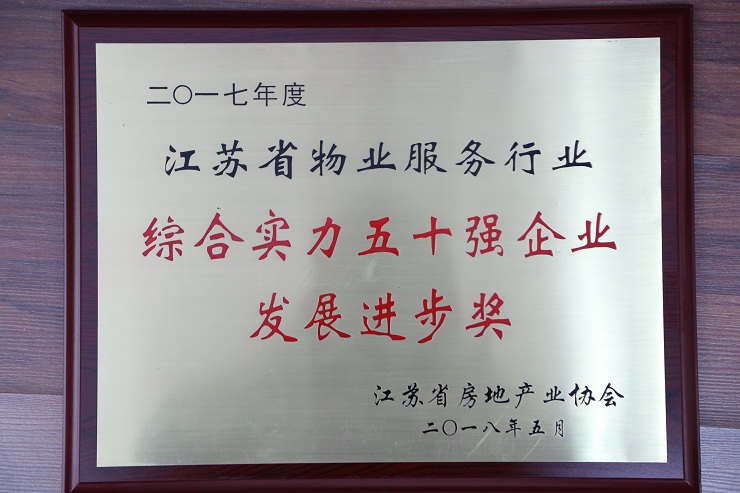 二〇一七年度
江苏省物业服务行业
综合实力五十强企业
发展进步奖
江苏省房地产业协会
二〇一八年五月